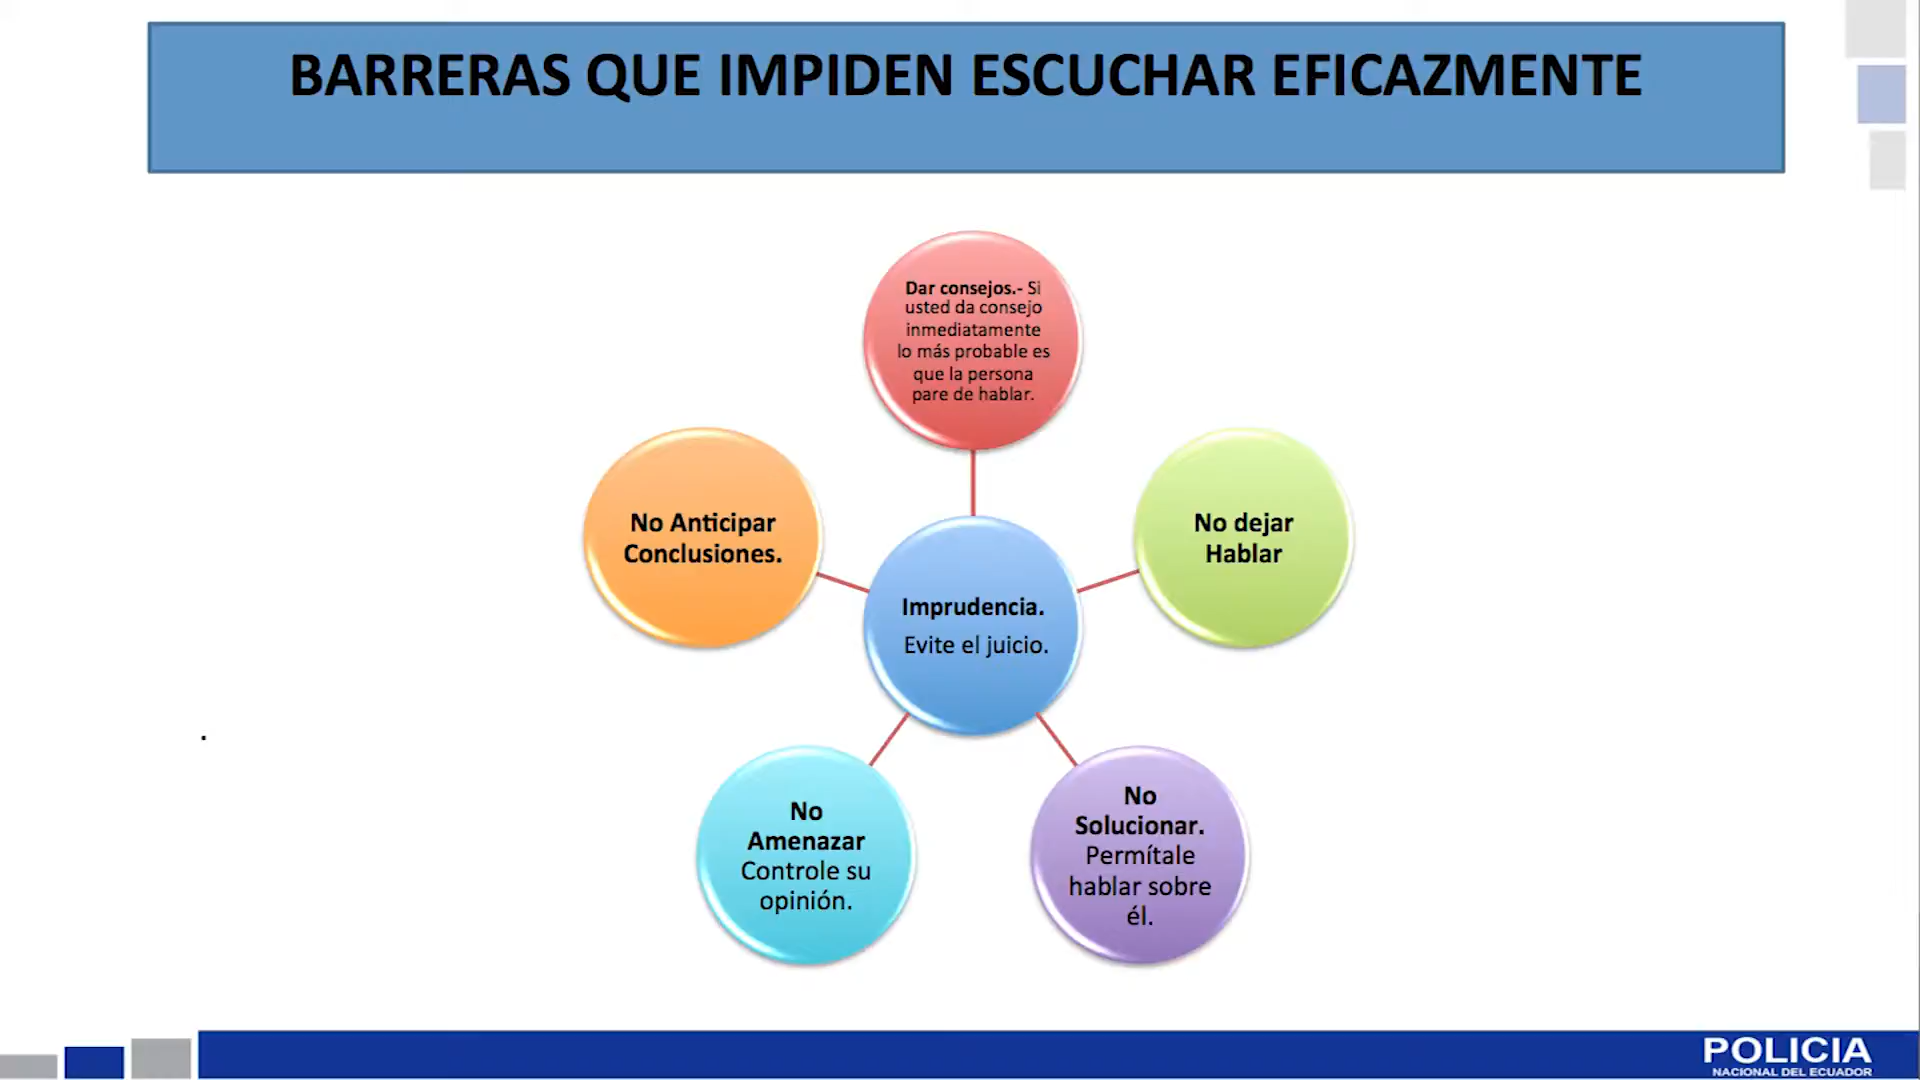 BARRERAS QUE IMPIDEN ESCUCHAR EFICAZMENTE
Dar consejos.- Si
usted da consejo
inmediatamente
lo más probable es
que la persona
pare de hablar.
No Anticipar
Conclusiones.
No dejar
Hablar
Imprudencia.
Evite el juicio.
.
No
Amenazar
Controle su
opinión.
No
Solucionar.
Permítale
hablar sobre
él.
POLICIA
NACIONAL DEL ECUADOR